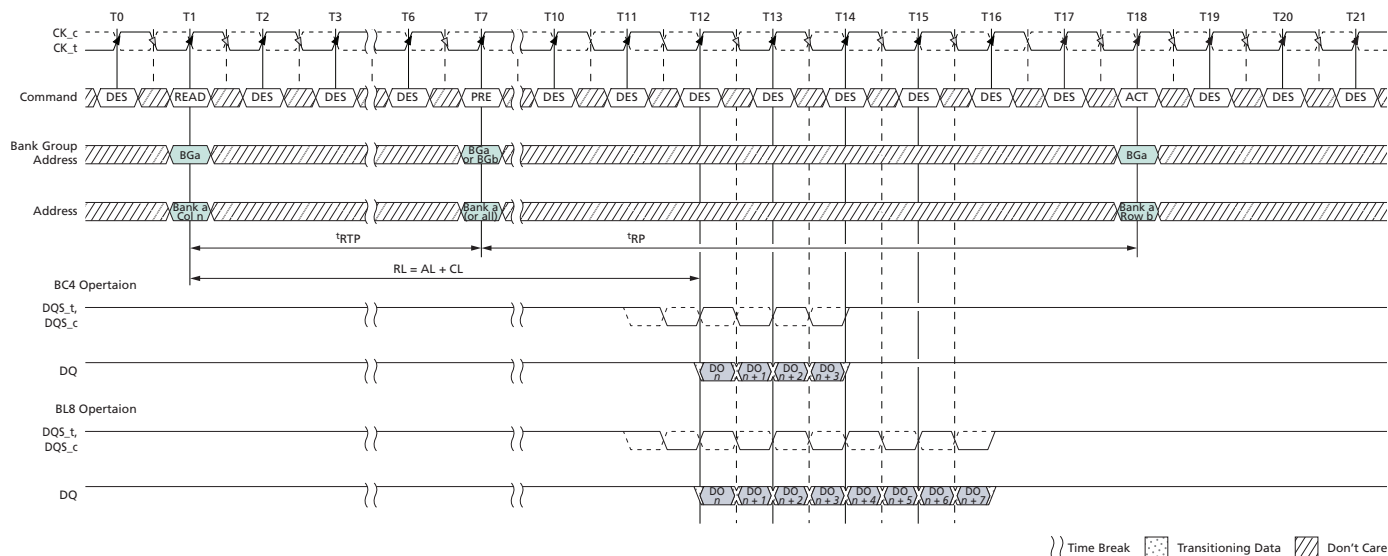 T0 T1 T2 T3 T6 T7 T10 T11 T12 T13 T14 T15 T16 T17 T18 T19 T20 T21
CK_c
CK_t
Command DES READ DES DES DES PRE DES DES DES DES DES DES DES DES ACT DES DES DES
Bank Group
Address
BGa
BGa
or BGb
BGa
Address
Bank a
Col n
Bank a
(or all)
Bank a
Row b
tRTP
tRP
RL = AL + CL
BC4 Opertaion
DQS_t,
DQS_c
DQ
DO
n
DO
n + 1
DO
n + 2
DO
n + 3
BL8 Opertaion
DQS_t,
DQS_c
DQ
DO
n
DO
n + 1
DO
n + 2
DO
n + 3
DO
n + 4
DO
n + 5
DO
n + 6
DO
n + 7
Time Break Transitioning Data Don't Care